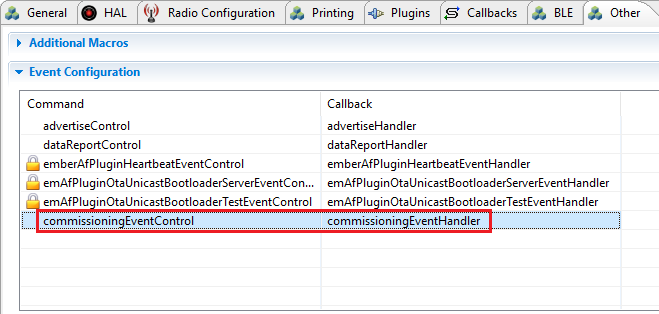 General HAL Radio Configuration Printing Plugins Callbacks BLE Other
Additional Macros
Event Configuration
Command Callback
advertiseControl advertiseHandler
dataReportControl dataReportHandler
emberAfPluginHeartbeatEventControl emberAfPluginHeartbeatEventHandler
emAfPluginOtaUnicastBootloaderServerEventCon... emAfPluginOtaUnicastBootloaderServerEventHandler
emAfPluginOtaUnicastBootloaderTestEventControl emAfPluginOtaUnicastBootloaderTestEventHandler
commissioningEventControl commissioningEventHandler